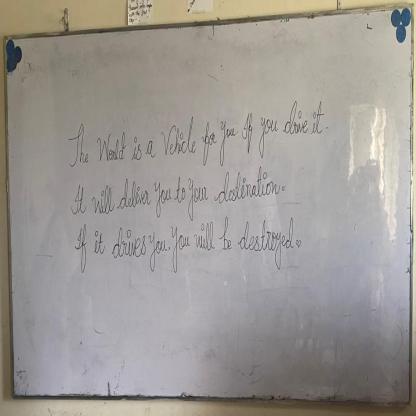 The World is a Vehicle for you If you drive it.
It will deliver you to your destination.
If it drives you. you will be destroyed.